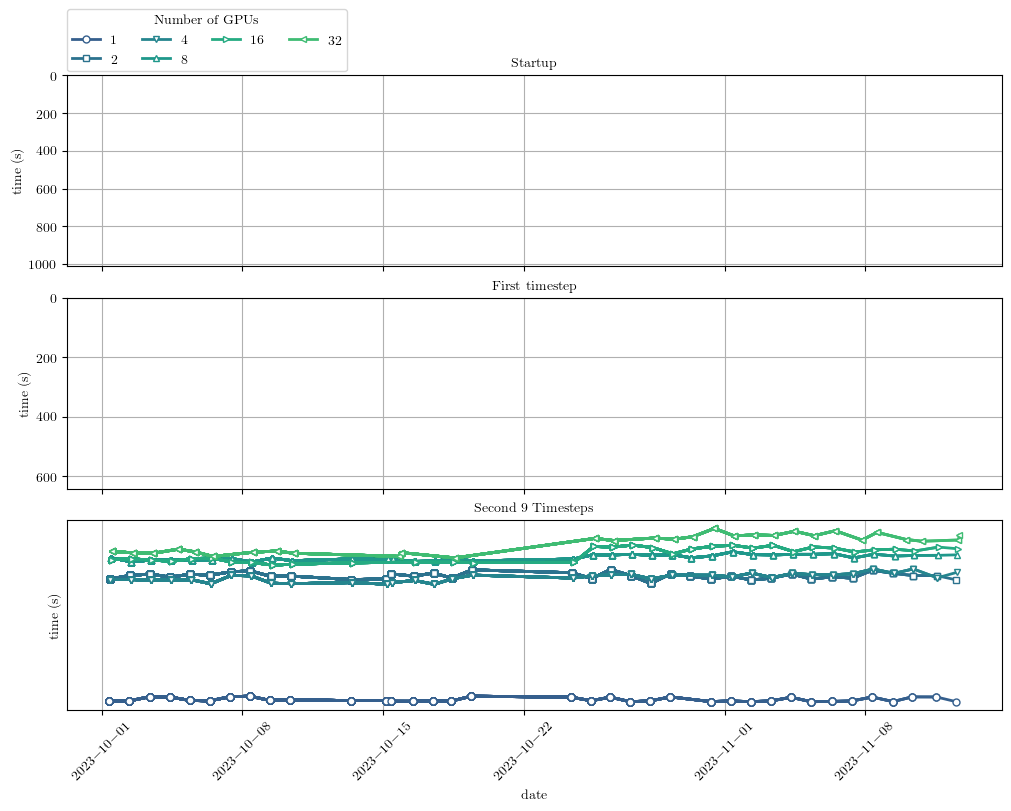 Number of GPUs
1 4 16 32
2 8
Startup
time (s)
0
200
400
600
800
1000
First timestep
time (s)
0
200
400
600
Second 9 Timesteps
time (s)
2023−10−01 2023−10−08 2023−10−15 2023−10−22 2023−11−01 2023−11−08
date